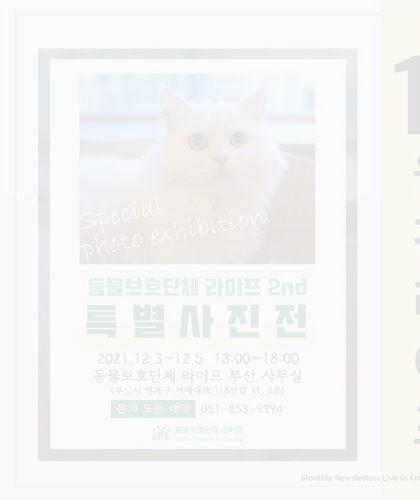 Special
photo exhibition
동물보호단체 라이프 2nd
특별사진전
2021.12.3~12.5 13:00~18:00
동물보호단체 라이프 부산 사무실
(부산시 연제구 거제대로 118번길 41, 2층)
문의 또는 예약 051-853-9994
동물보호단체 라이프
Monthly Newsletters Live In